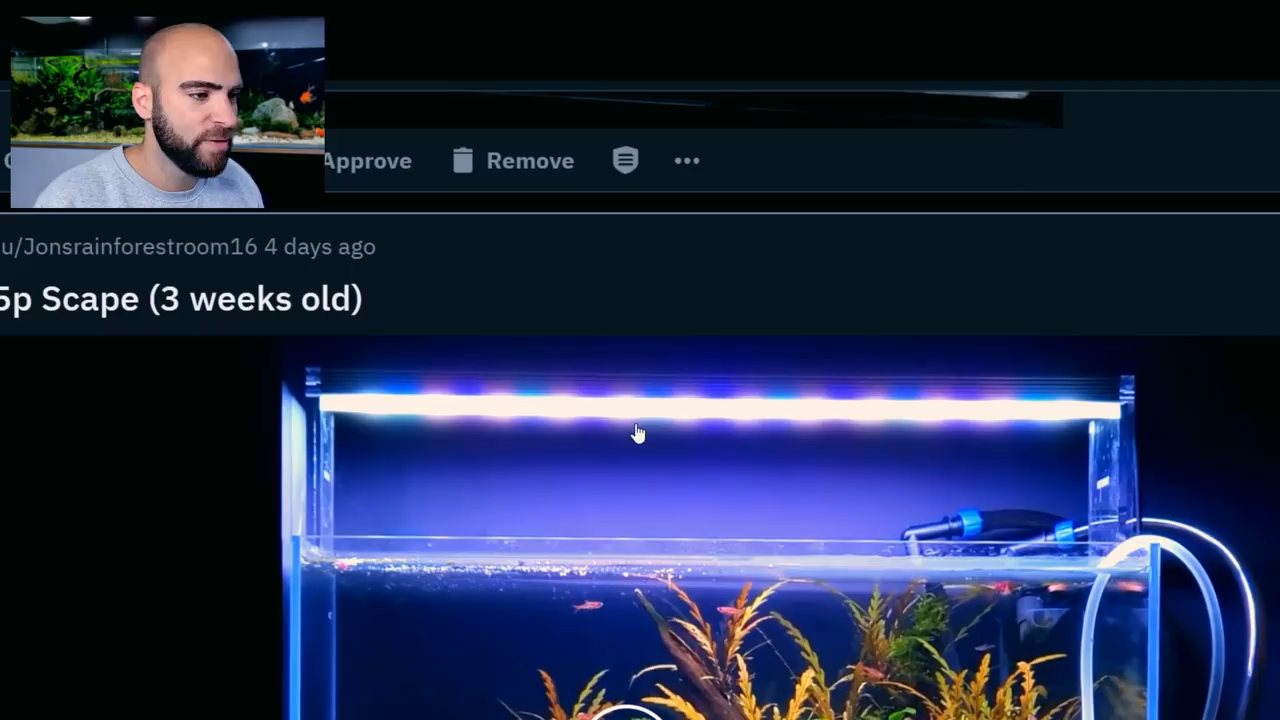 Approve
Remove
u/Jonsrainforestroom16 4 days ago
5p Scape (3 weeks old)